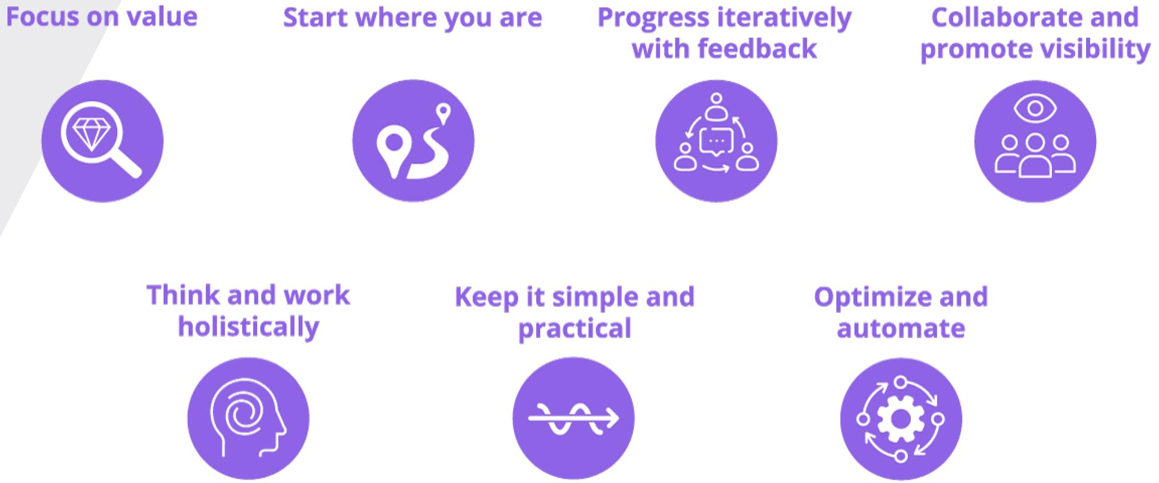 Focus on value
Start where you are
Progress iteratively
with feedback
Collaborate and
promote visibility
Think and work
holistically
Keep it simple and
practical
Optimize and
automate